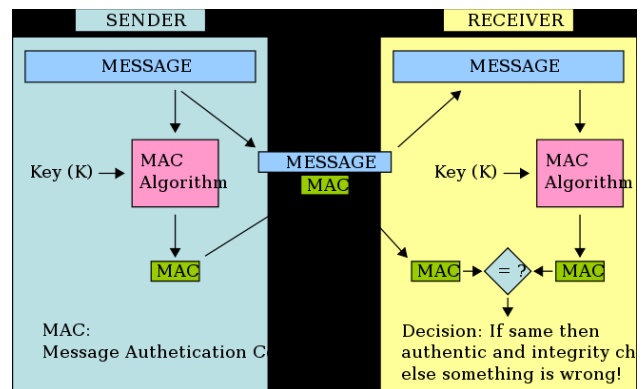 SENDER
RECEIVER
MESSAGE
MESSAGE
Key (K)
MAC
Algorithm
MESSAGE
MAC
Key (K)
MAC
Algorithm
MAC
MAC
= ?
MAC
MAC:
Message Authetication C
Decision: If same then
authentic and integrity ch
else something is wrong!